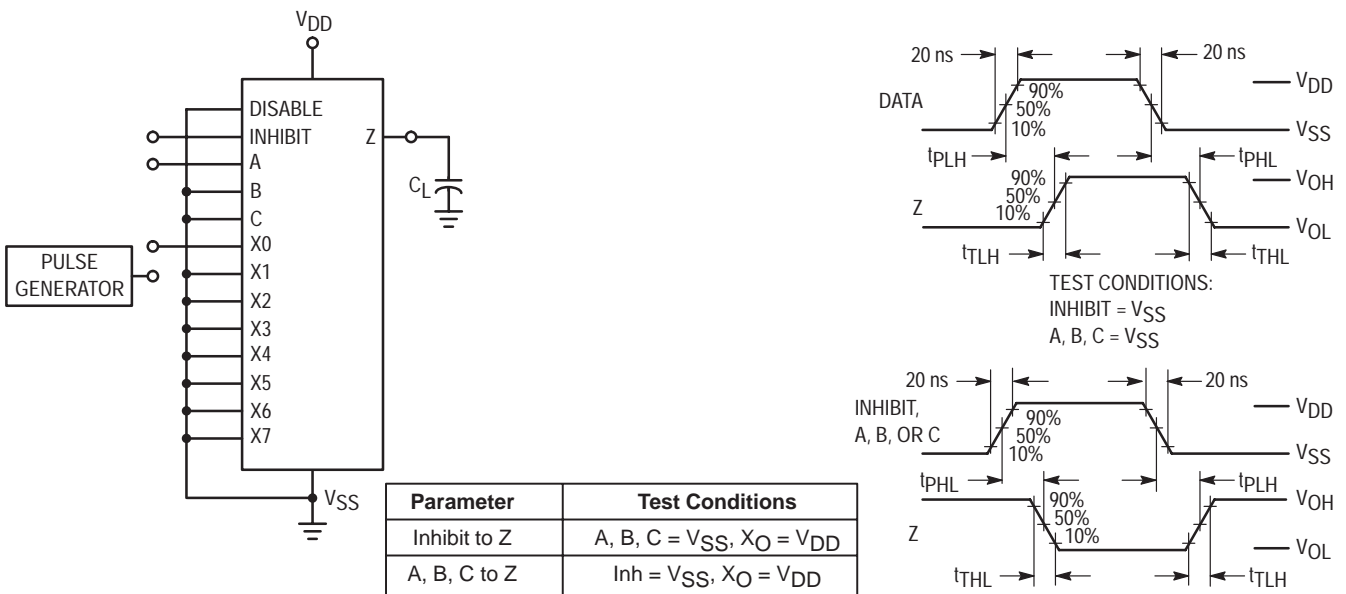 VDD
DISABLE
INHIBIT
Z
A
B
C
X0
X1
X2
X3
X4
X5
X6
X7
CL
PULSE
GENERATOR
VSS
Parameter Test Conditions
Inhibit to Z A, B, C = VSS, XO = VDD
A, B, C to Z Inh = VSS, XO = VDD
20 ns 20 ns
DATA
90%
50%
10%
VDD
VSS
tPLH tPHL
Z
90%
50%
10%
VOH
VOL
tTLH tTHL
TEST CONDITIONS:
INHIBIT = VSS
A, B, C = VSS
20 ns 20 ns
INHIBIT,
A, B, OR C
90%
50%
10%
VDD
VSS
tPHL tPLH
Z
90%
50%
10%
VOH
VOL
tTHL tTLH